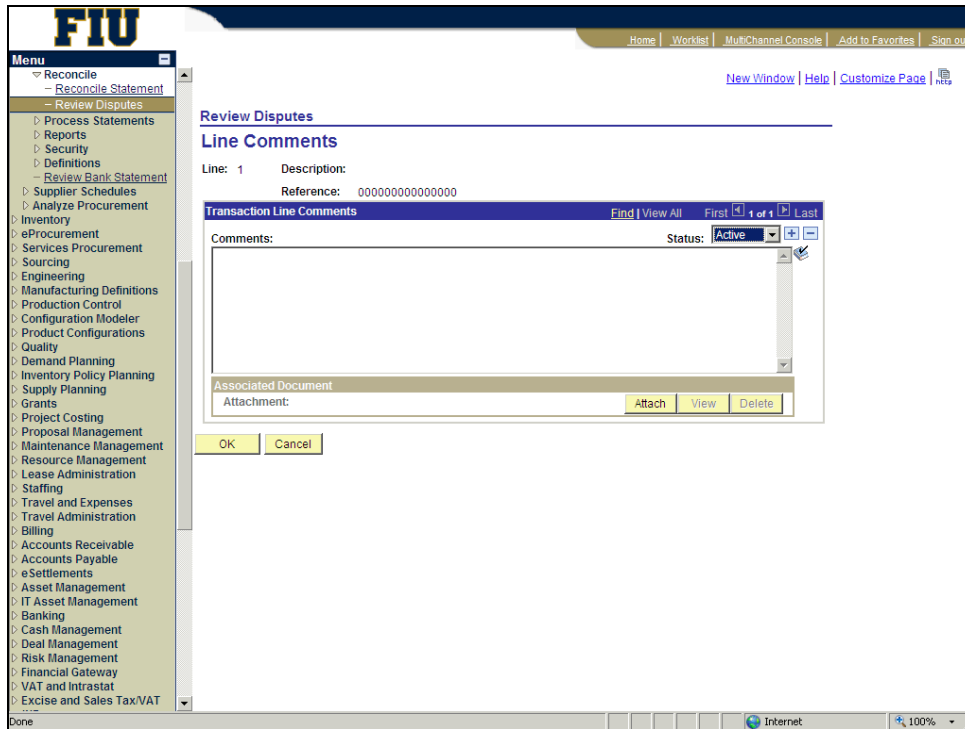 FIU
Home | Worklist | MultiChannel Console | Add to Favorites | Sign ou
Menu
Reconcile
– Reconcile Statement
– Review Disputes
Process Statements
Reports
Security
Definitions
– Review Bank Statement
Supplier Schedules
Analyze Procurement
Inventory
eProcurement
Services Procurement
Sourcing
Engineering
Manufacturing Definitions
Production Control
Configuration Modeler
Product Configurations
Quality
Demand Planning
Inventory Policy Planning
Supply Planning
Grants
Project Costing
Proposal Management
Maintenance Management
Resource Management
Lease Administration
Staffing
Travel and Expenses
Travel Administration
Billing
Accounts Receivable
Accounts Payable
eSettlements
Asset Management
IT Asset Management
Banking
Cash Management
Deal Management
Risk Management
Financial Gateway
VAT and Intrastat
Excise and Sales Tax/VAT
New Window | Help | Customize Page | http
Review Disputes
Line Comments
Line: 1 Description:
Reference: 000000000000000
Transaction Line Comments Find | View All First 1 of 1 Last
Comments: Status: Active
Associated Document
Attachment: Attach View Delete
OK Cancel
Done Internet 100%